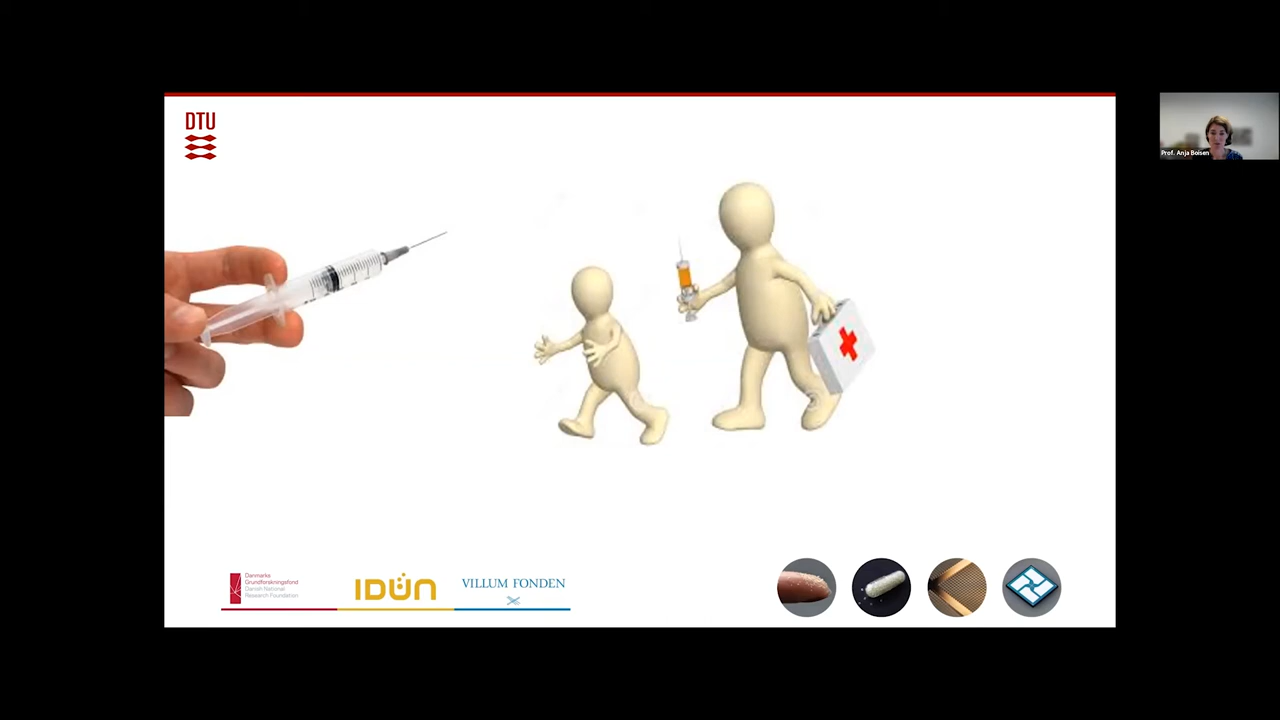 DTU
Prof. Anja Boisen
Danmarks
Grundforskningsfond
Danish National
Research Foundation
IDUN
VILLUM FONDEN